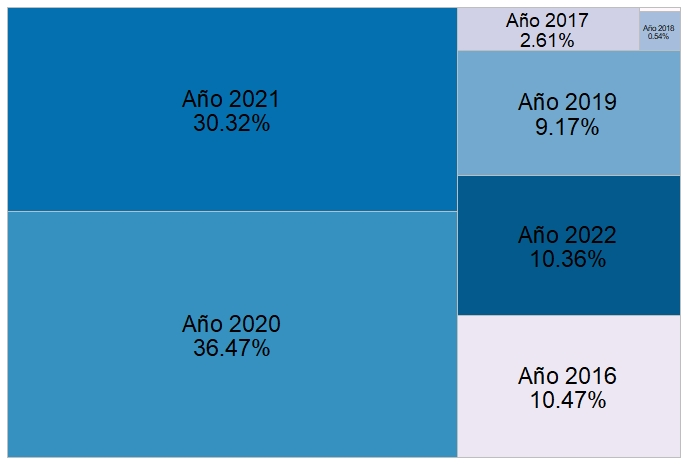 Año 2021
30.32%
Año 2020
36.47%
Año 2017
2.61%
Año 2018
0.54%
Año 2019
9.17%
Año 2022
10.36%
Año 2016
10.47%